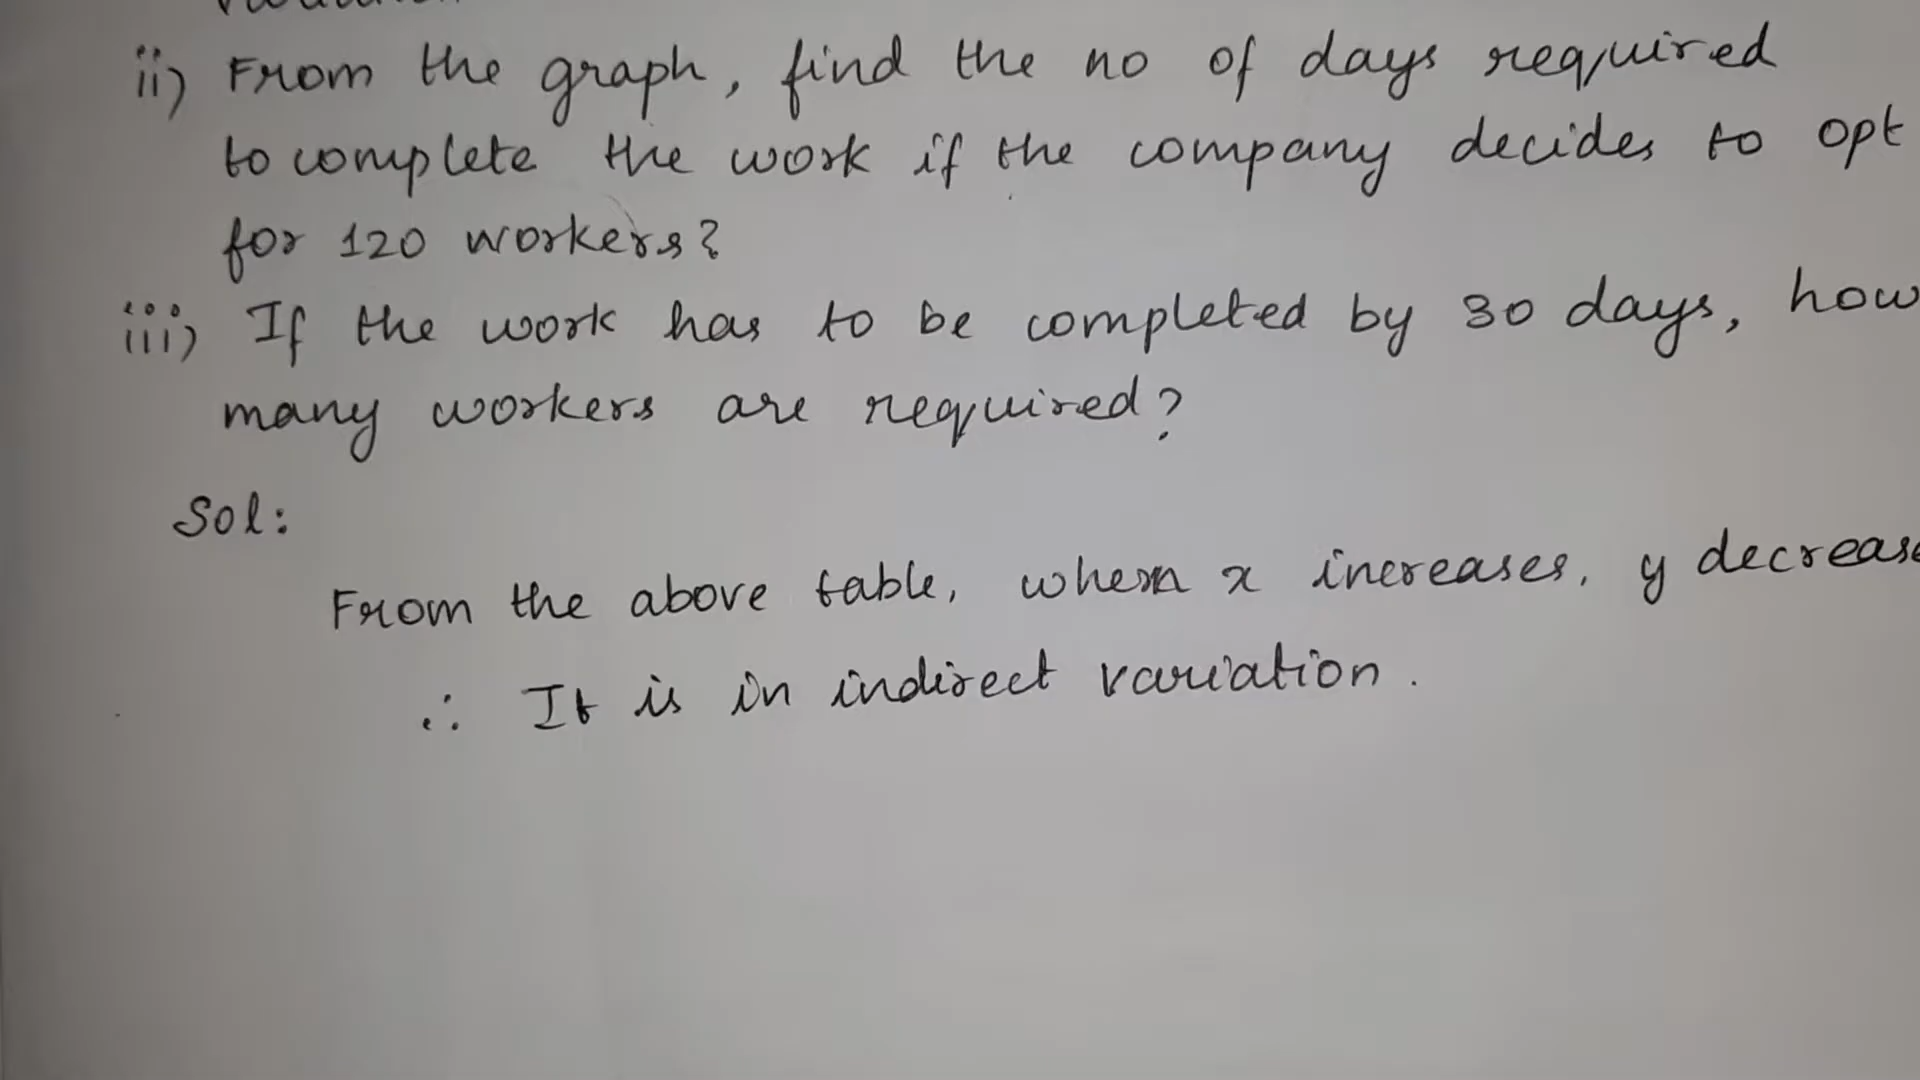 ii) From the graph, find the no of days required
to complete the work if the company decides to opt
for 120 workers?
iii) If the work has to be completed by 30 days, how
many workers are required?
Sol:
From the above table, when x increases, y decrease
∴ It is in indirect variation.